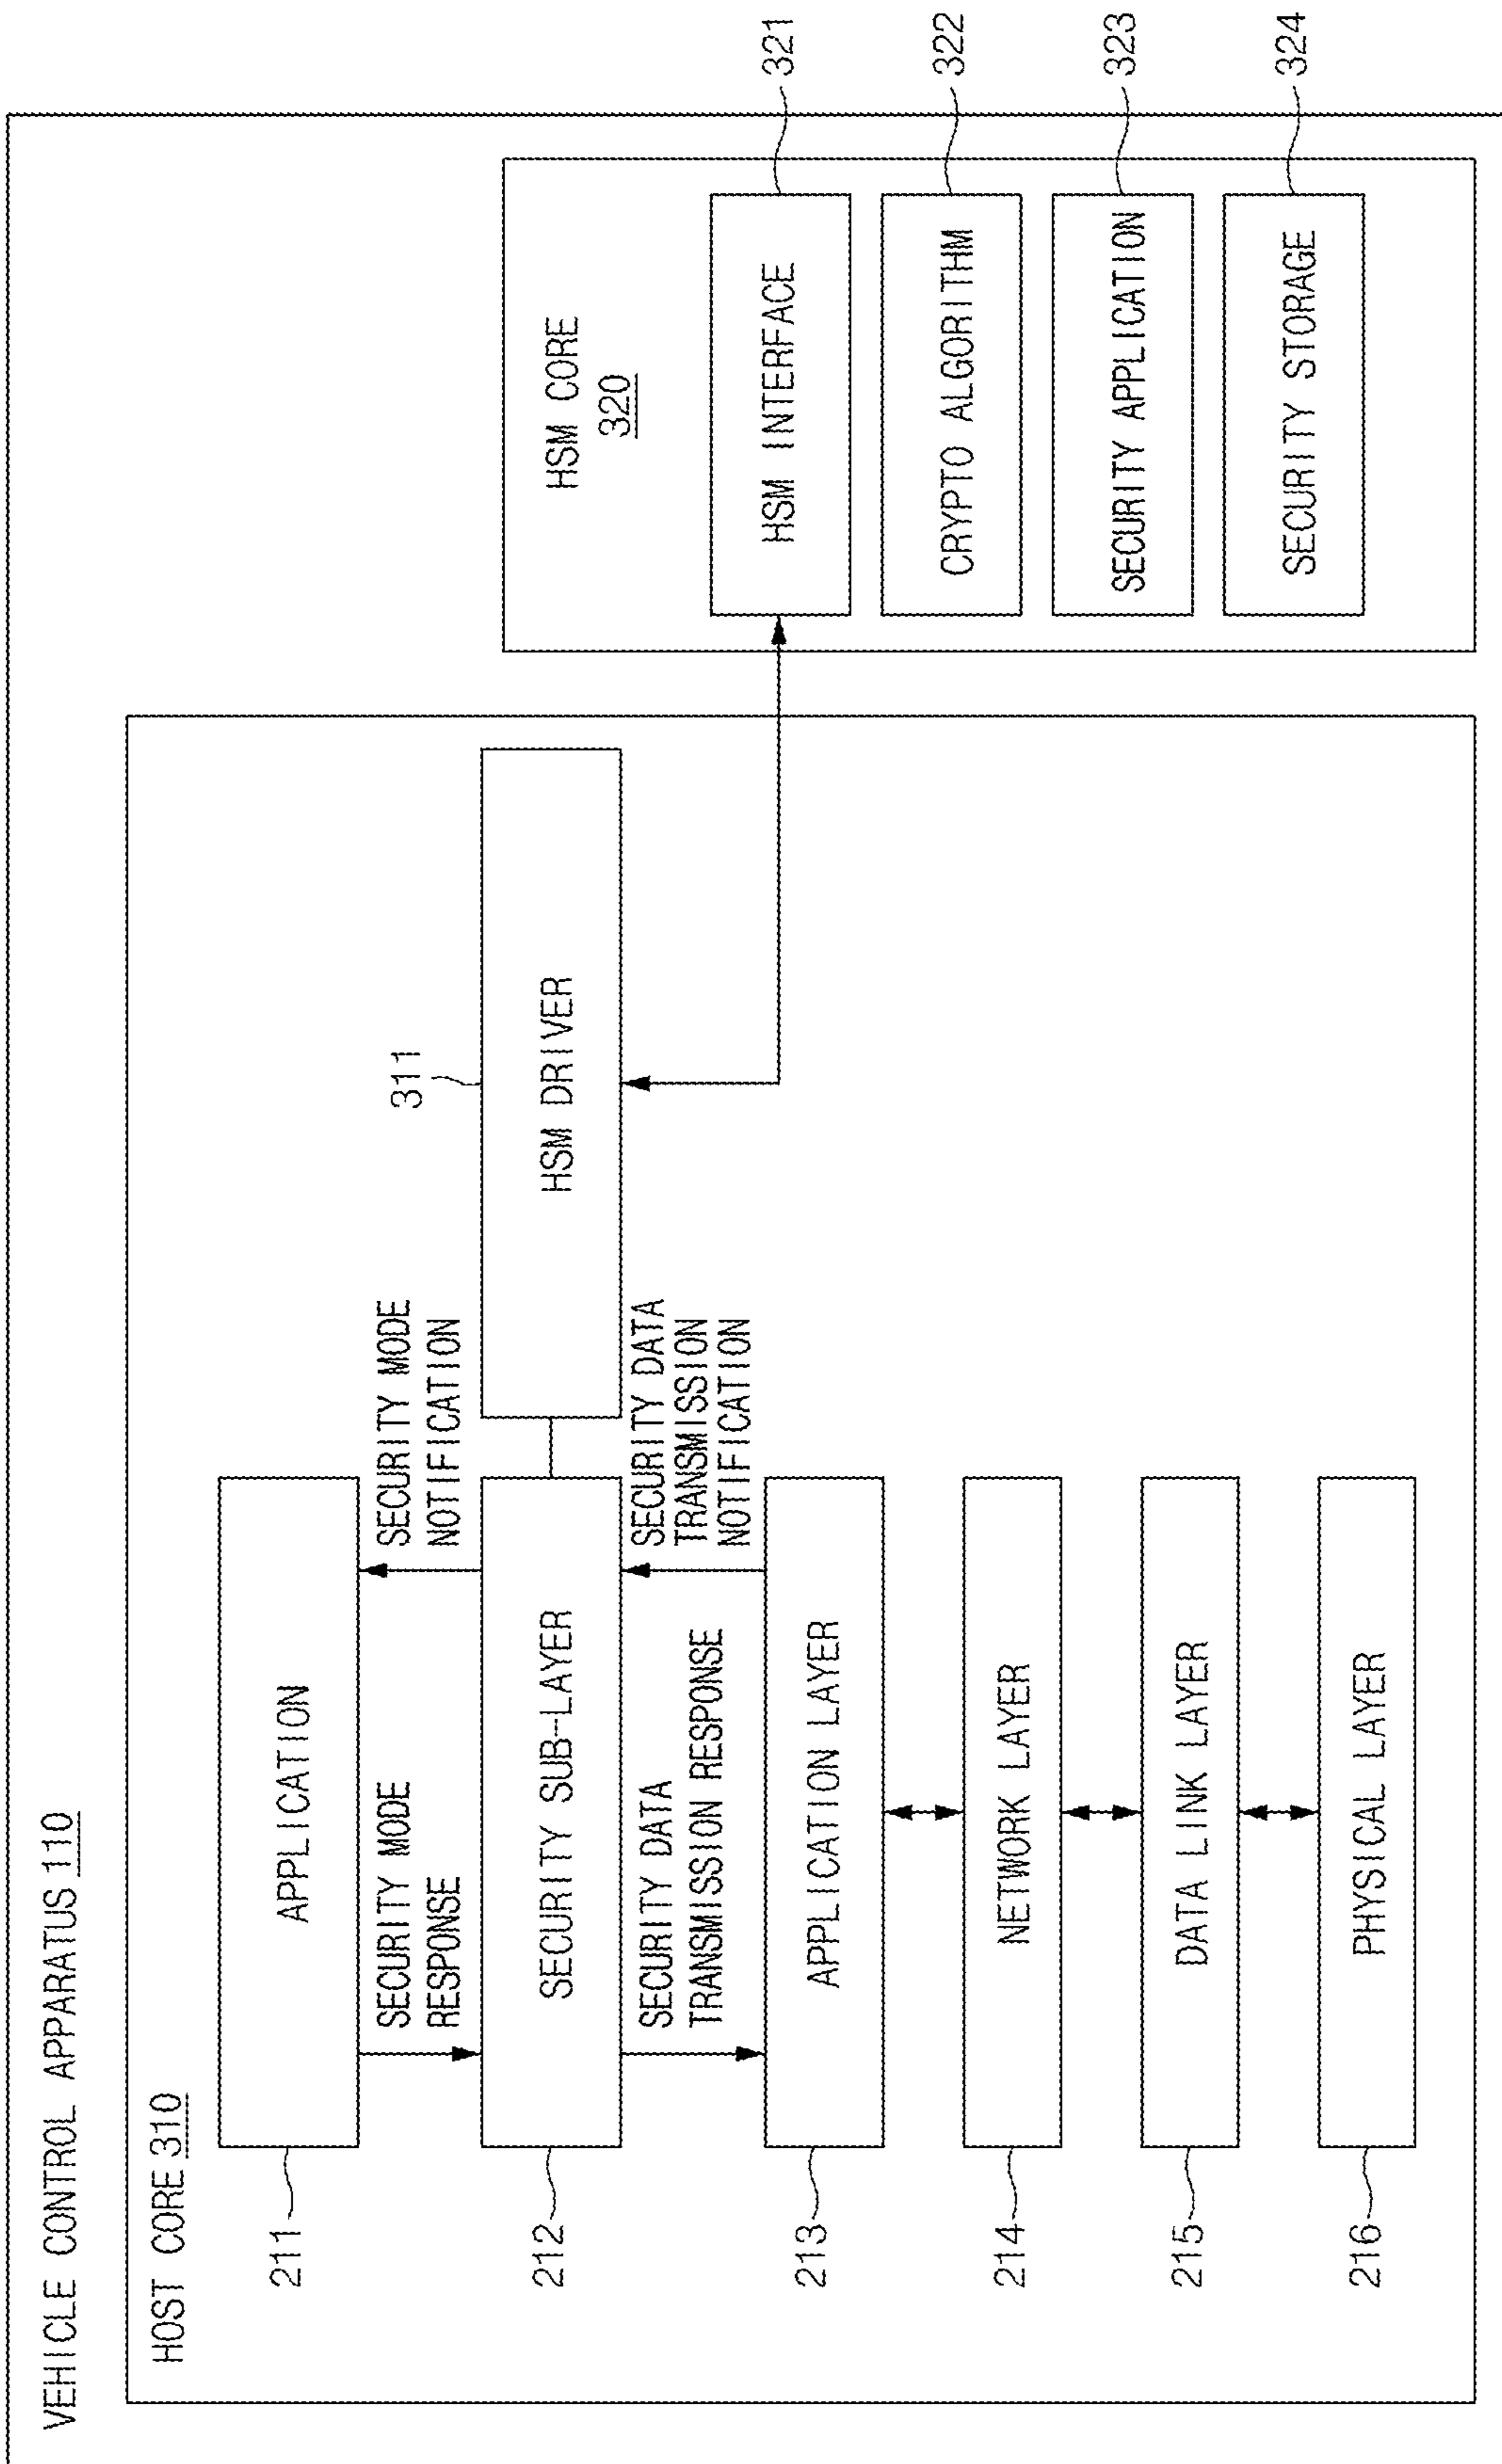 VEHICLE CONTROL APPARATUS 110
HOST CORE 310
211
APPLICATION
SECURITY MODE
RESPONSE
SECURITY MODE
NOTIFICATION
212
SECURITY SUB-LAYER
311
HSM DRIVER
SECURITY DATA
TRANSMISSION RESPONSE
SECURITY DATA
TRANSMISSION
NOTIFICATION
213
APPLICATION LAYER
214
NETWORK LAYER
215
DATA LINK LAYER
216
PHYSICAL LAYER
HSM CORE
320
HSM INTERFACE
321
CRYPTO ALGORITHM
322
SECURITY APPLICATION
323
SECURITY STORAGE
324